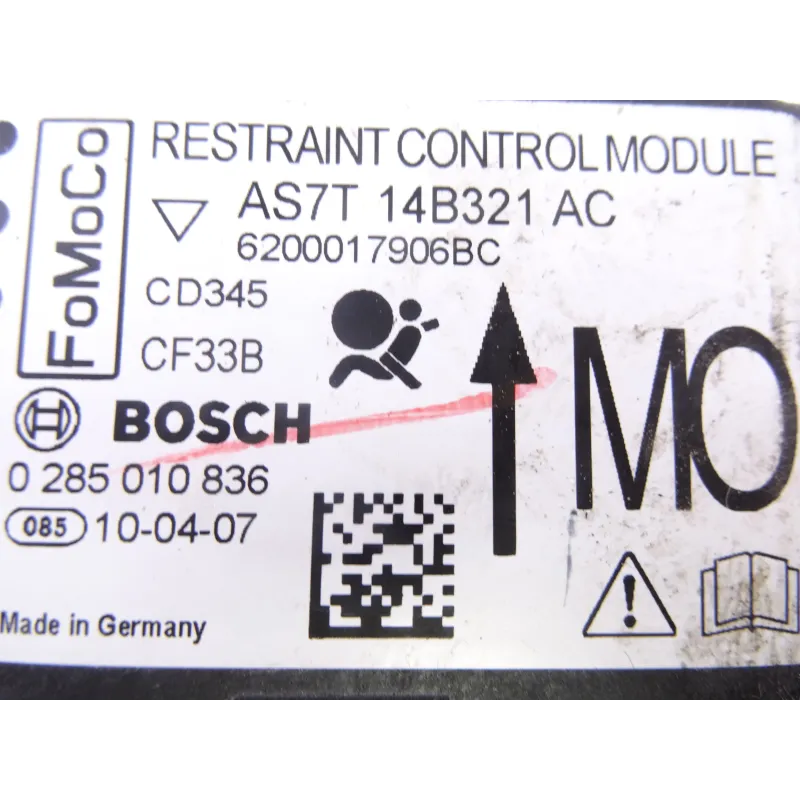 FoMoCo
RESTRAINT CONTROL MODULE
AS7T 14B321 AC
6200017906BC
CD345
CF33B
BOSCH
0 285 010 836
085 10-04-07
Made in Germany
MO